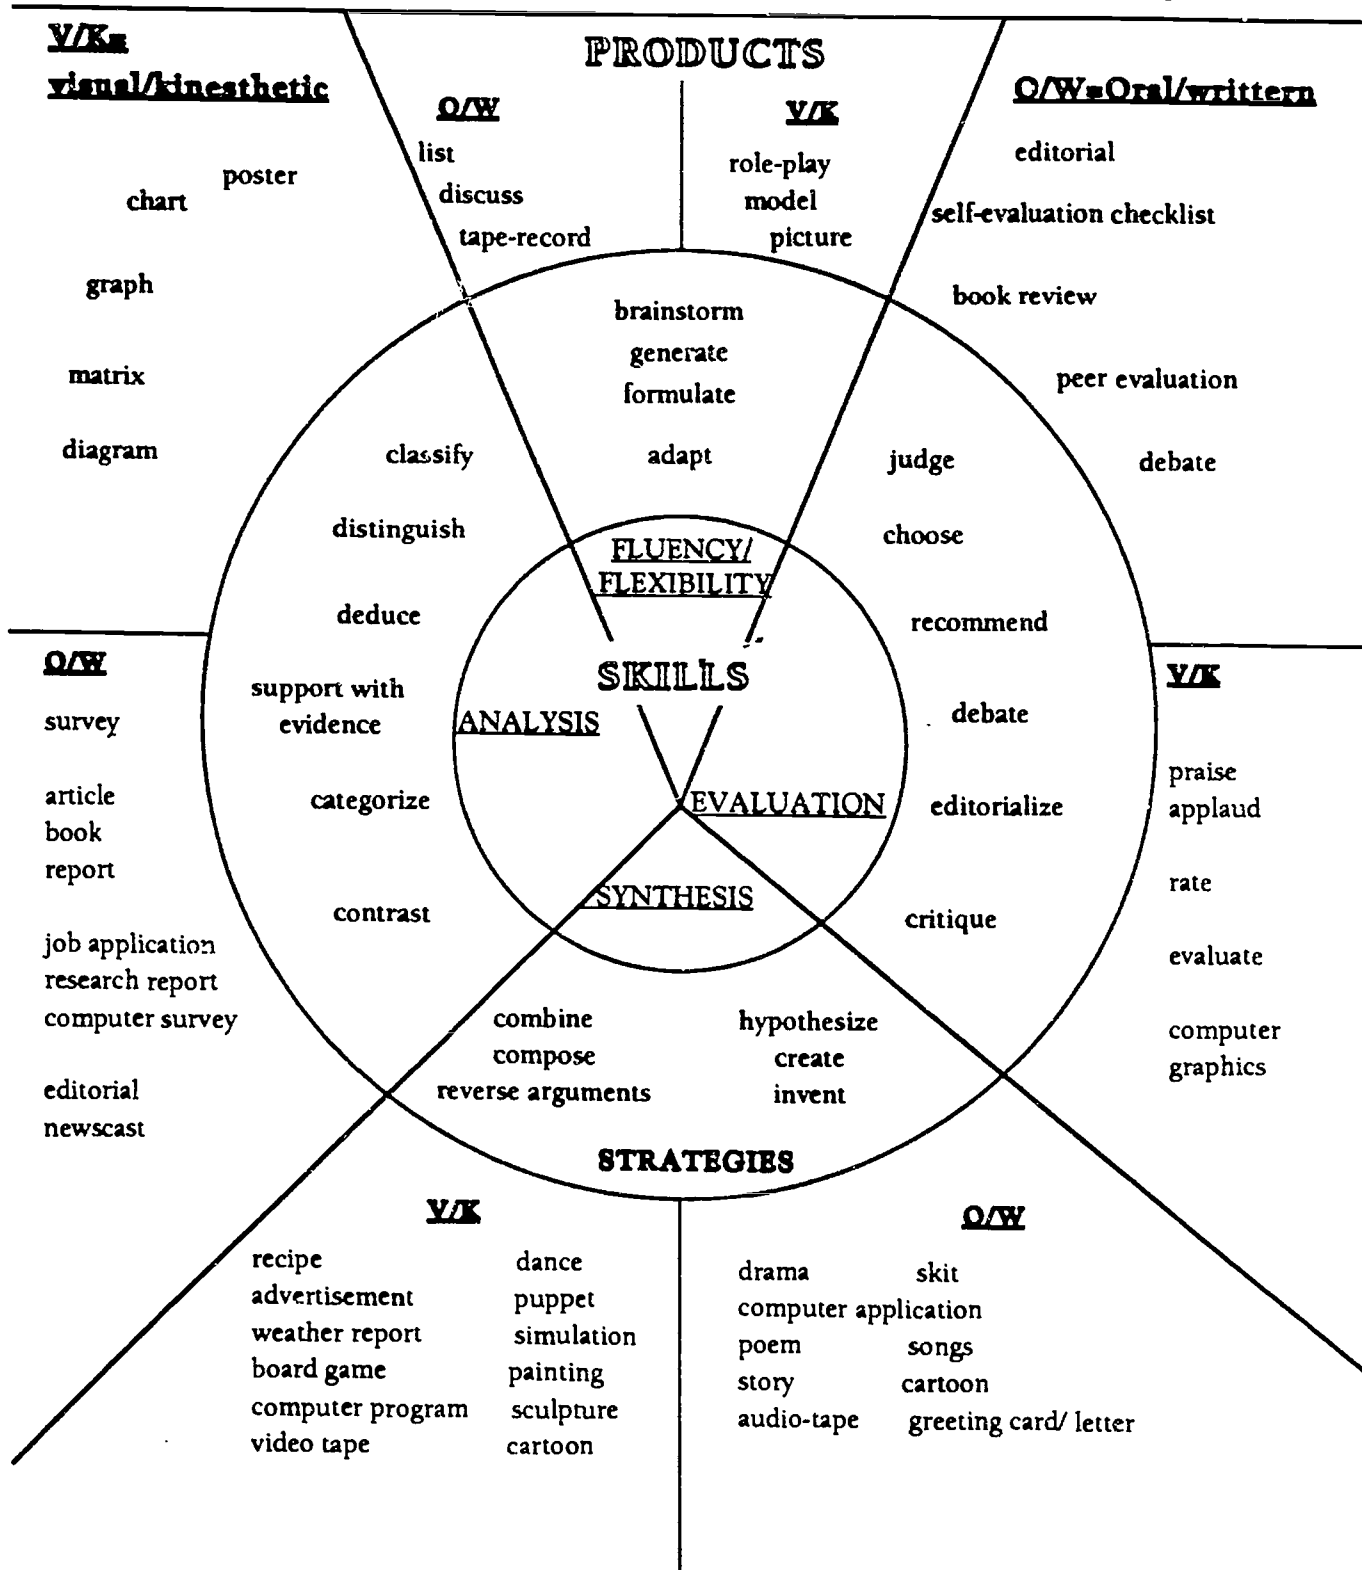 PRODUCTS
V/K=
visual/kinesthetic
poster
chart
graph
matrix
diagram
O/W
list
discuss
tape-record
V/K
role-play
model
picture
O/W=Oral/writtern
editorial
self-evaluation checklist
book review
peer evaluation
debate
brainstorm
generate
formulate
adapt
classify
distinguish
deduce
support with
evidence
categorize
contrast
judge
choose
recommend
debate
editorialize
critique
FLUENCY/
FLEXIBILITY
SKILLS
ANALYSIS
EVALUATION
SYNTHESIS
combine
compose
reverse arguments
hypothesize
create
invent
STRATEGIES
O/W
survey
article
book
report
job application
research report
computer survey
editorial
newscast
V/K
praise
applaud
rate
evaluate
computer
graphics
V/K
recipe
advertisement
weather report
board game
computer program
video tape
dance
puppet
simulation
painting
sculpture
cartoon
O/W
drama skit
computer application
poem songs
story cartoon
audio-tape greeting card/ letter